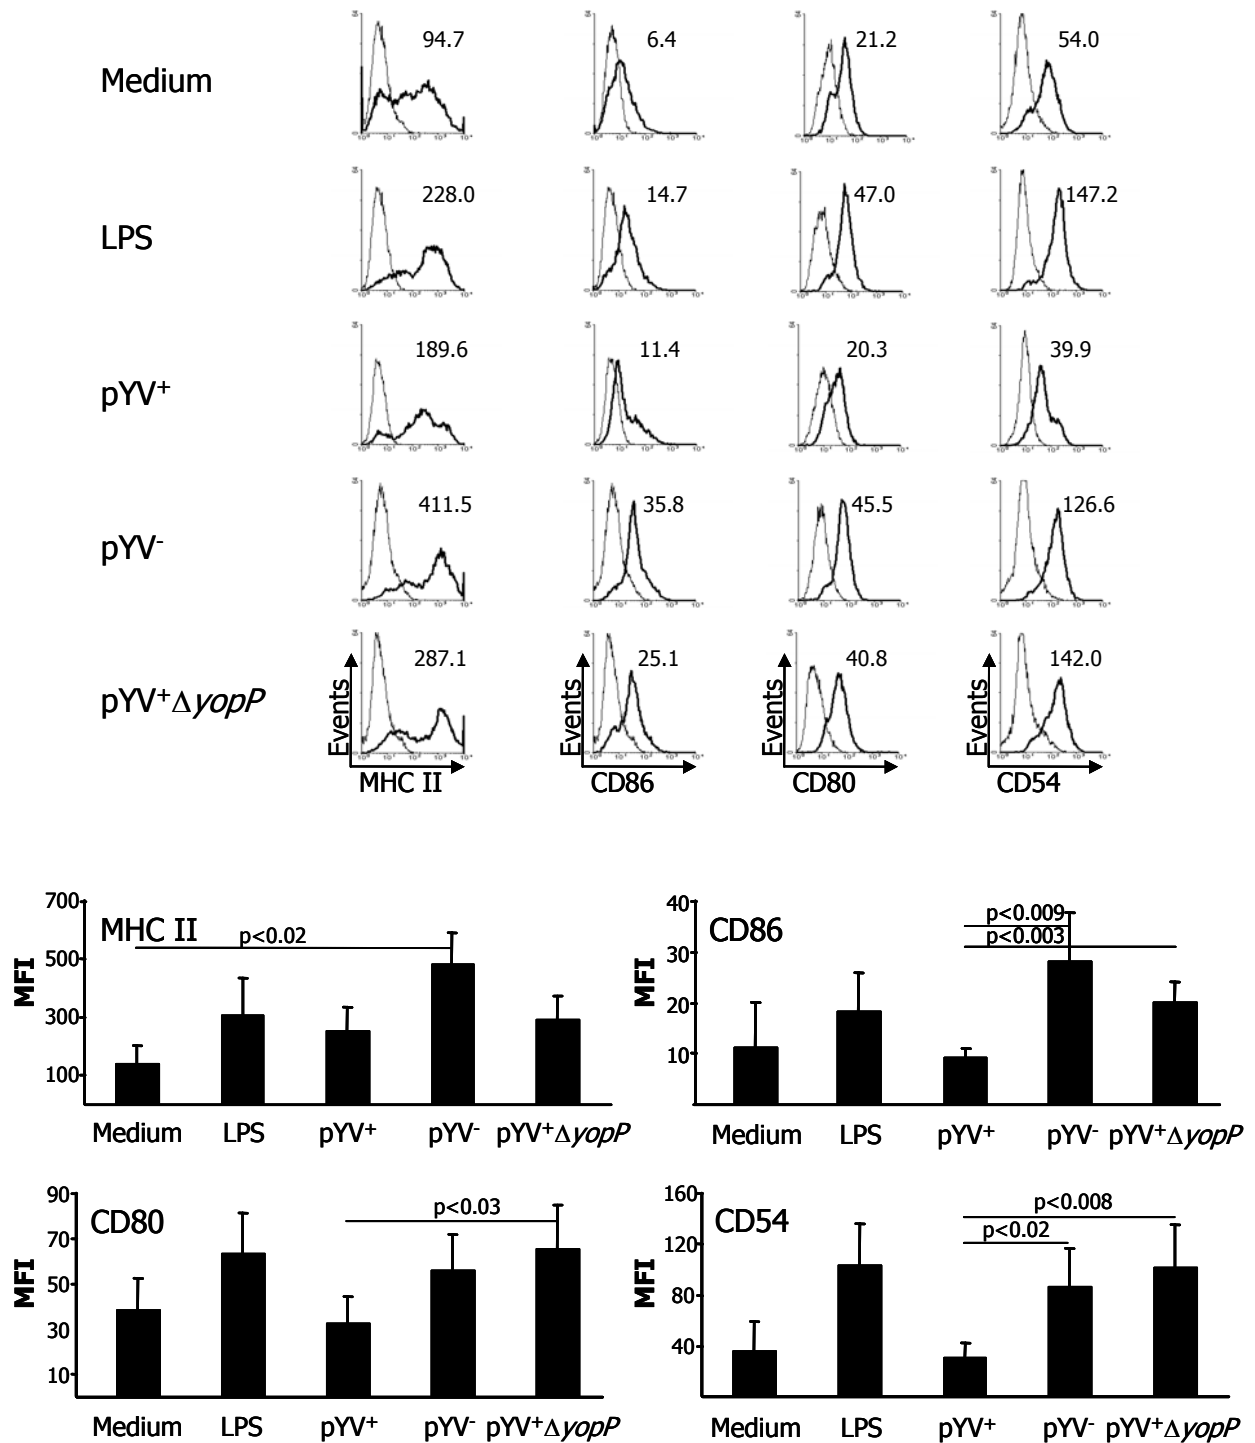 Medium 94.7 6.4 21.2 54.0
LPS 228.0 14.7 47.0 147.2
pYV+ 189.6 11.4 20.3 39.9
pYV- 411.5 35.8 45.5 126.6
pYV+ΔyopP 287.1 25.1 40.8 142.0
Events Events Events Events
MHC II CD86 CD80 CD54
MHC II
MFI
700
500
300
100
p<0.02
Medium LPS pYV+ pYV- pYV+ΔyopP
CD86
40
30
20
10
p<0.009
p<0.003
Medium LPS pYV+ pYV- pYV+ΔyopP
CD80
MFI
90
70
50
30
10
p<0.03
Medium LPS pYV+ pYV- pYV+ΔyopP
CD54
MFI
160
120
80
40
p<0.008
p<0.02
Medium LPS pYV+ pYV- pYV+ΔyopP